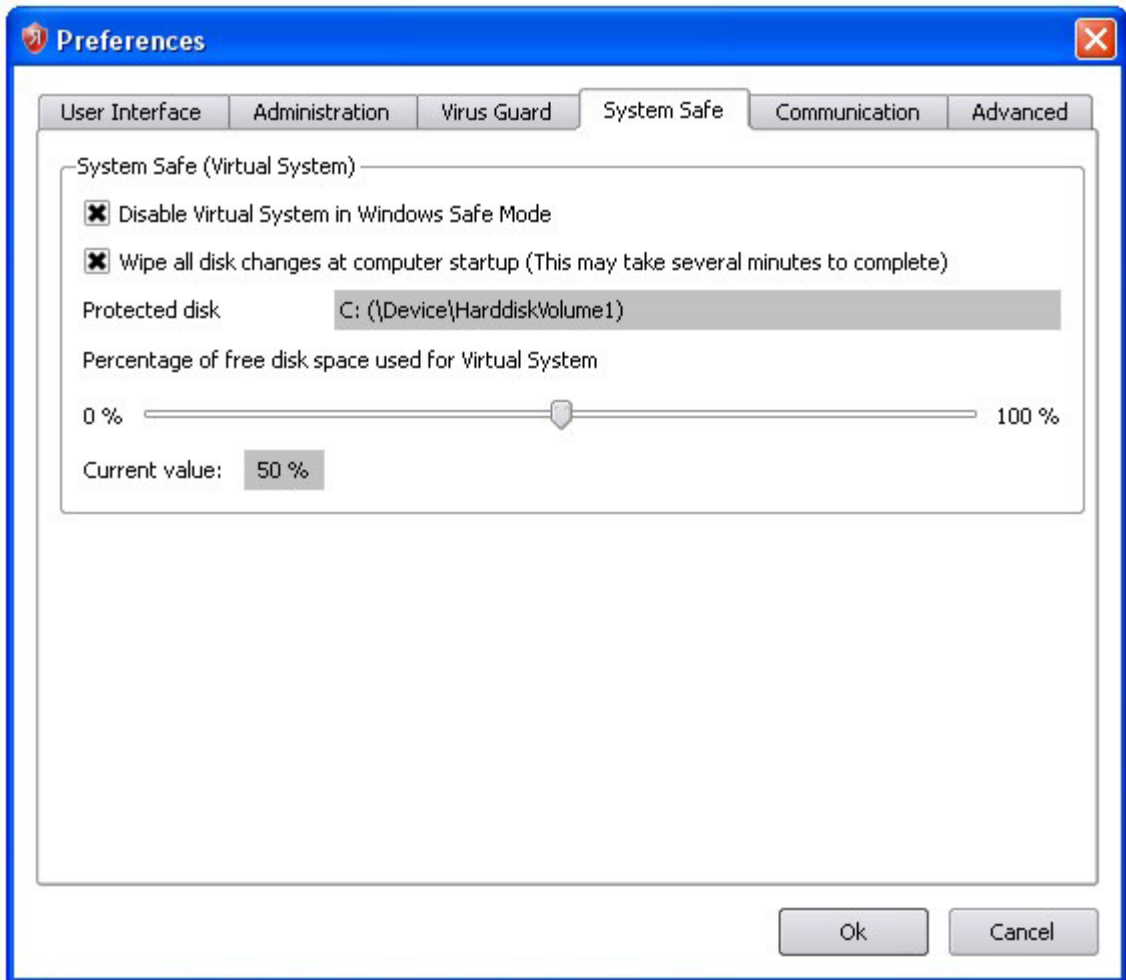 Preferences
User Interface Administration Virus Guard System Safe Communication Advanced
System Safe (Virtual System)
Disable Virtual System in Windows Safe Mode
Wipe all disk changes at computer startup (This may take several minutes to complete)
Protected disk C: (\Device\HarddiskVolume1)
Percentage of free disk space used for Virtual System
0 % 100 %
Current value: 50 %
Ok Cancel